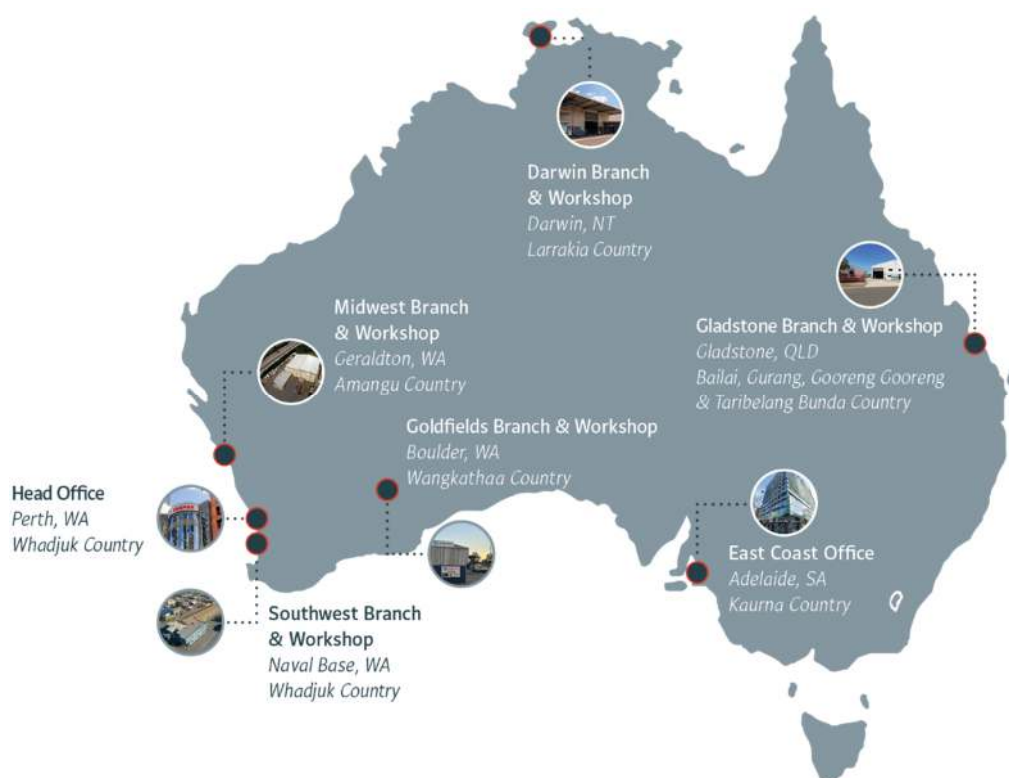 Darwin Branch
& Workshop
Darwin, NT
Larrakia Country
Midwest Branch
& Workshop
Geraldton, WA
Amangu Country
Gladstone Branch & Workshop
Gladstone, QLD
Bailai, Gurang, Gooreng Gooreng
& Taribelang Bunda Country
Goldfields Branch & Workshop
Boulder, WA
Wangkathaa Country
Head Office
Perth, WA
Whadjuk Country
East Coast Office
Adelaide, SA
Kaurna Country
Southwest Branch
& Workshop
Naval Base, WA
Whadjuk Country